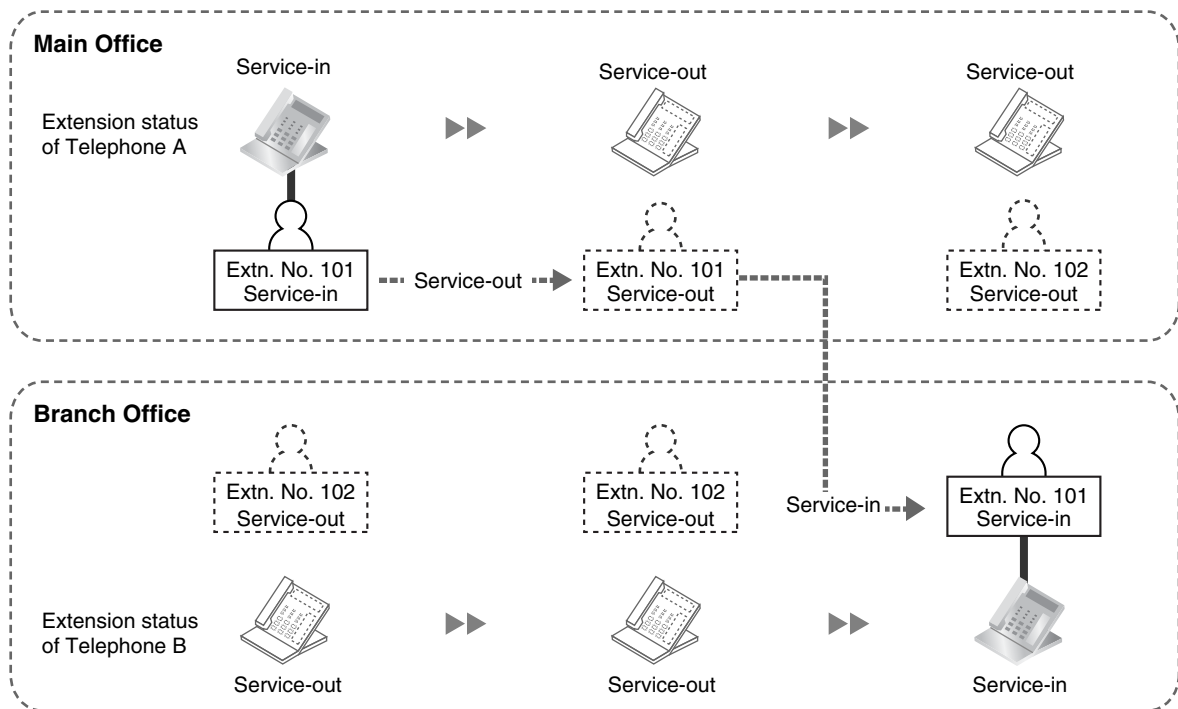 Main Office
Service-in
Service-out
Service-out
Extension status
of Telephone A
Extn. No. 101
Service-in
Service-out
Extn. No. 101
Service-out
Extn. No. 102
Service-out
Branch Office
Extn. No. 102
Service-out
Extn. No. 102
Service-out
Service-in
Extn. No. 101
Service-in
Extension status
of Telephone B
Service-out
Service-out
Service-in